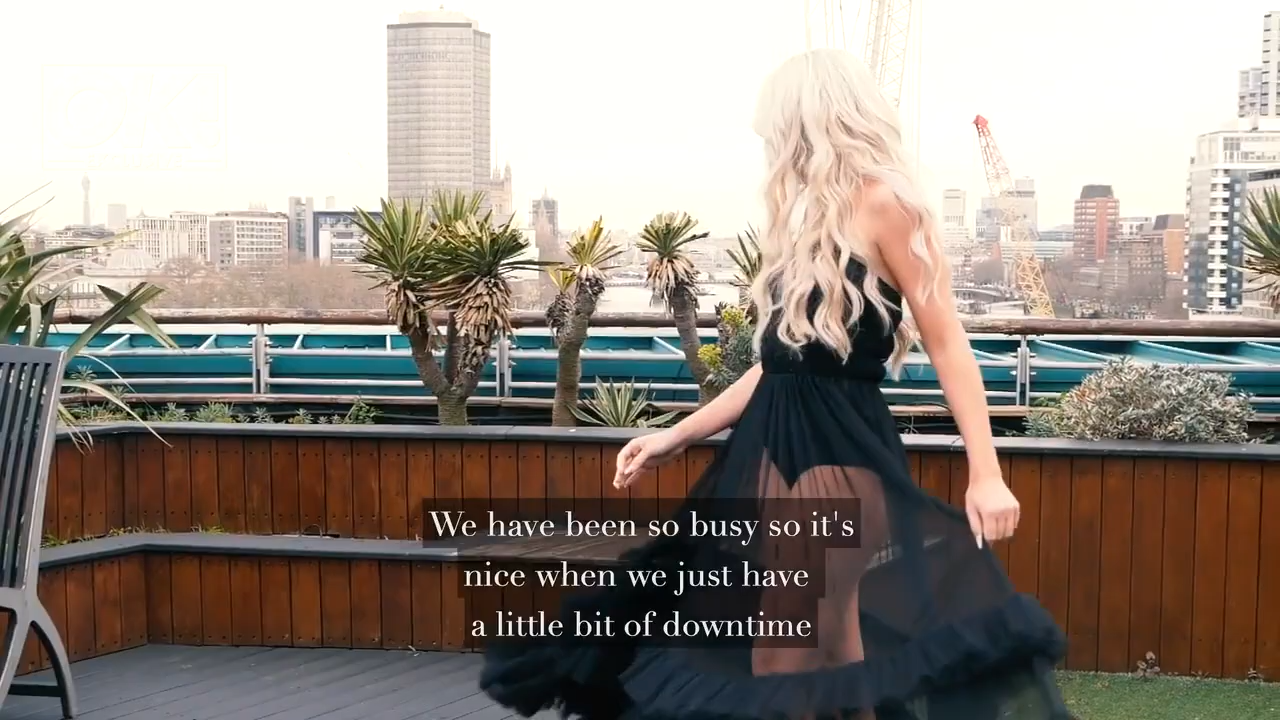 We have been so busy so it's
nice when we just have
a little bit of downtime